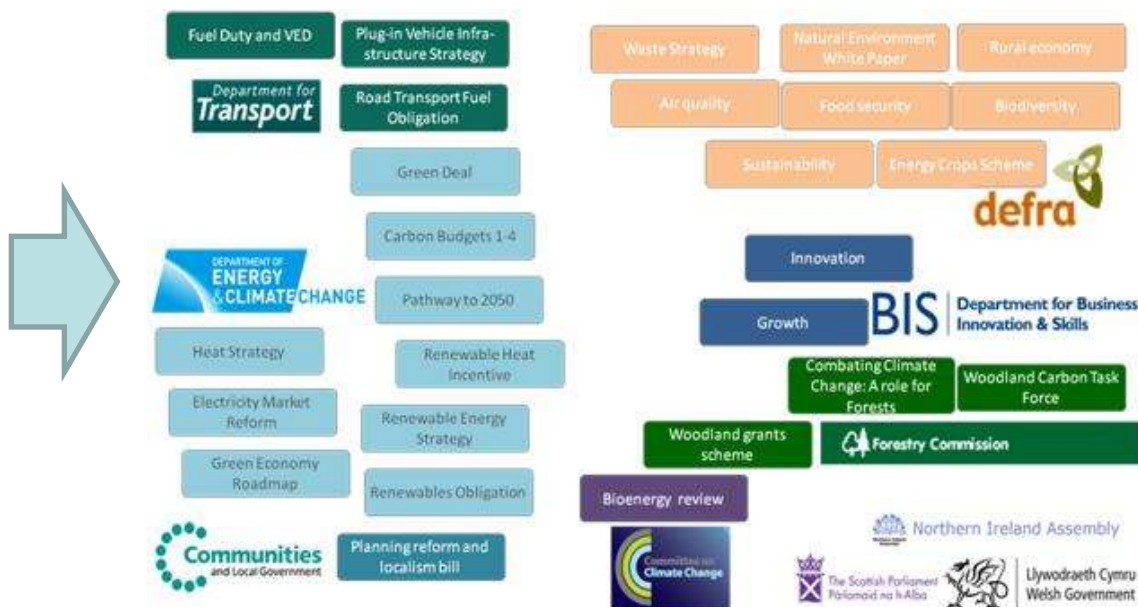 Fuel Duty and VED
Plug-in Vehicle Infra-
structure Strategy
Department for
Transport
Road Transport Fuel
Obligation
Green Deal
Carbon Budgets 1-4
DEPARTMENT OF
ENERGY
& CLIMATE CHANGE
Pathway to 2050
Heat Strategy
Renewable Heat
Incentive
Electricity Market
Reform
Renewable Energy
Strategy
Green Economy
Roadmap
Renewables Obligation
Communities
and Local Government
Planning reform and
localism bill
Waste Strategy
Natural Environment
White Paper
Rural economy
Air quality
Food security
Biodiversity
Sustainability
Energy Crops Scheme
defra
Innovation
Growth
BIS
Department for Business
Innovation & Skills
Combating Climate
Change: A role for
Forests
Woodland Carbon Task
Force
Woodland grants
scheme
Forestry Commission
Bioenergy review
Committee on
Climate Change
Northern Ireland Assembly
The Scottish Parliament
Pàrlamaid na h-Alba
Llywodraeth Cymru
Welsh Government